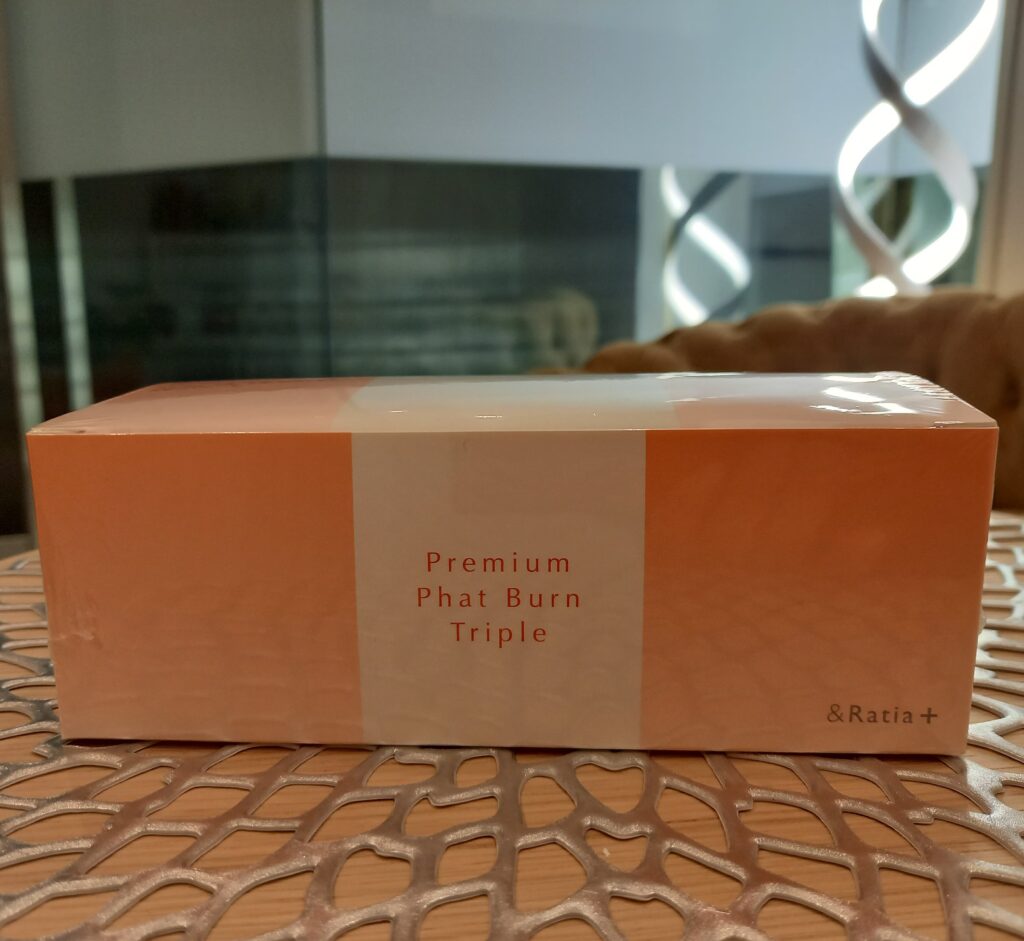 Premium
Phat Burn
Triple
&Ratia+